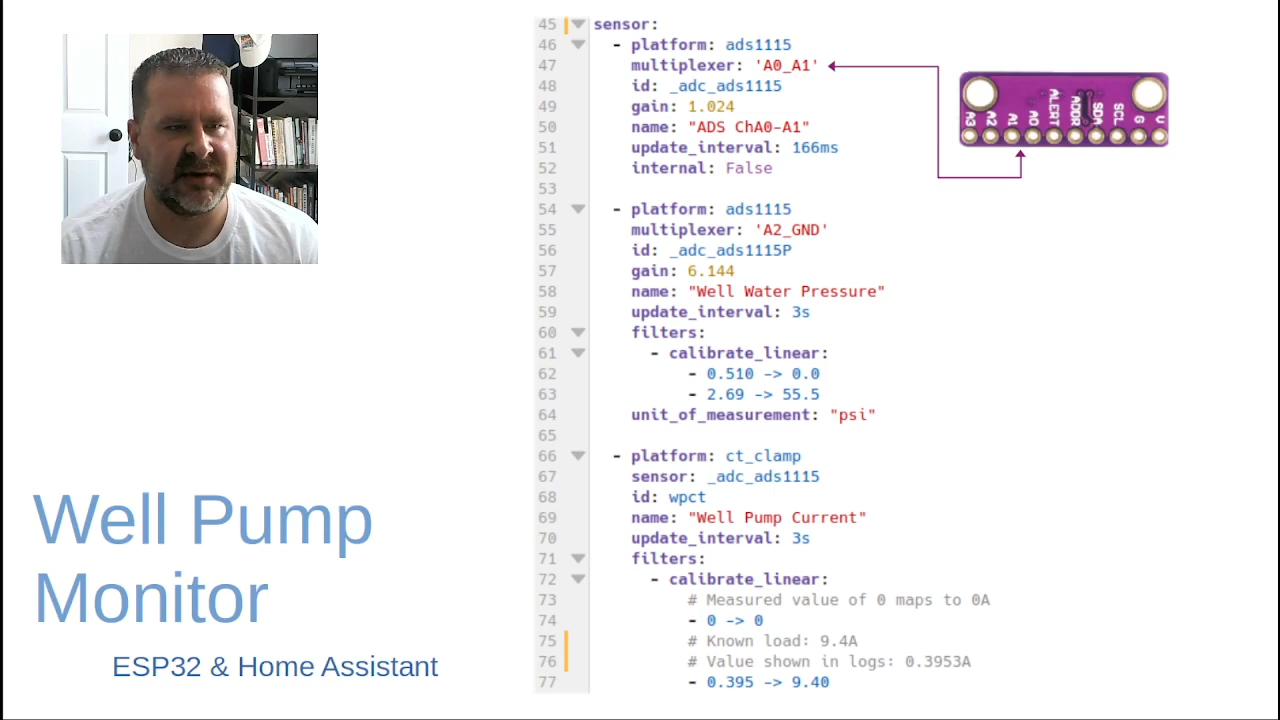 45 sensor:
46 - platform: ads1115
47 multiplexer: 'A0_A1'
48 id: _adc_ads1115
49 gain: 1.024
50 name: "ADS ChA0-A1"
51 update_interval: 166ms
52 internal: False
53
54 - platform: ads1115
55 multiplexer: 'A2_GND'
56 id: _adc_ads1115P
57 gain: 6.144
58 name: "Well Water Pressure"
59 update_interval: 3s
60 filters:
61 - calibrate_linear:
62 - 0.510 -> 0.0
63 - 2.69 -> 55.5
64 unit_of_measurement: "psi"
65
66 - platform: ct_clamp
67 sensor: _adc_ads1115
68 id: wpct
69 name: "Well Pump Current"
70 update_interval: 3s
71 filters:
72 - calibrate_linear:
73 # Measured value of 0 maps to 0A
74 - 0 -> 0
75 # Known load: 9.4A
76 # Value shown in logs: 0.3953A
77 - 0.395 -> 9.40
A3 A2 A1 A0 ALERT ADDR SDA SCL G V
Well Pump
Monitor
ESP32 & Home Assistant